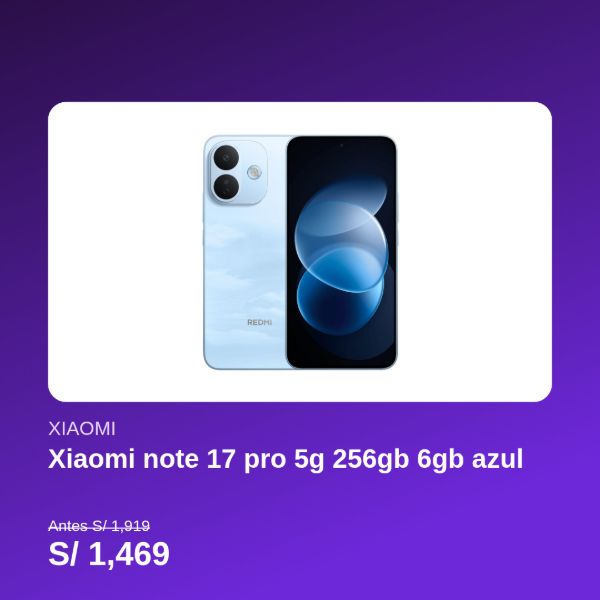 REDMI
XIAOMI
Xiaomi note 17 pro 5g 256gb 6gb azul
Antes S/ 1,919
S/ 1,469